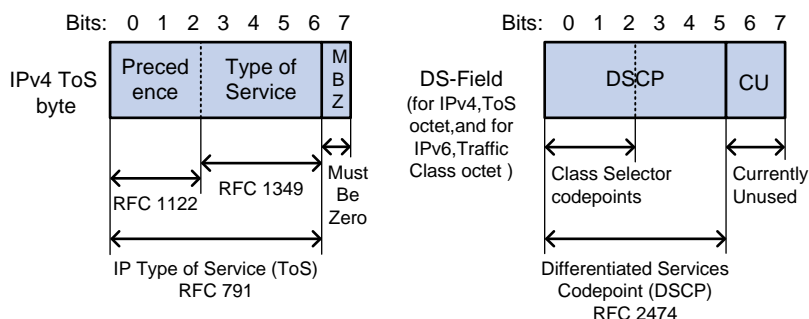 Bits: 0 1 2 3 4 5 6 7
IPv4 ToS
byte
Preced
ence
Type of
Service
M
B
Z
RFC 1122
RFC 1349
Must
Be
Zero
IP Type of Service (ToS)
RFC 791
Bits: 0 1 2 3 4 5 6 7
DS-Field
(for IPv4,ToS
octet,and for
IPv6,Traffic
Class octet )
DSCP
CU
Class Selector
codepoints
Currently
Unused
Differentiated Services
Codepoint (DSCP)
RFC 2474